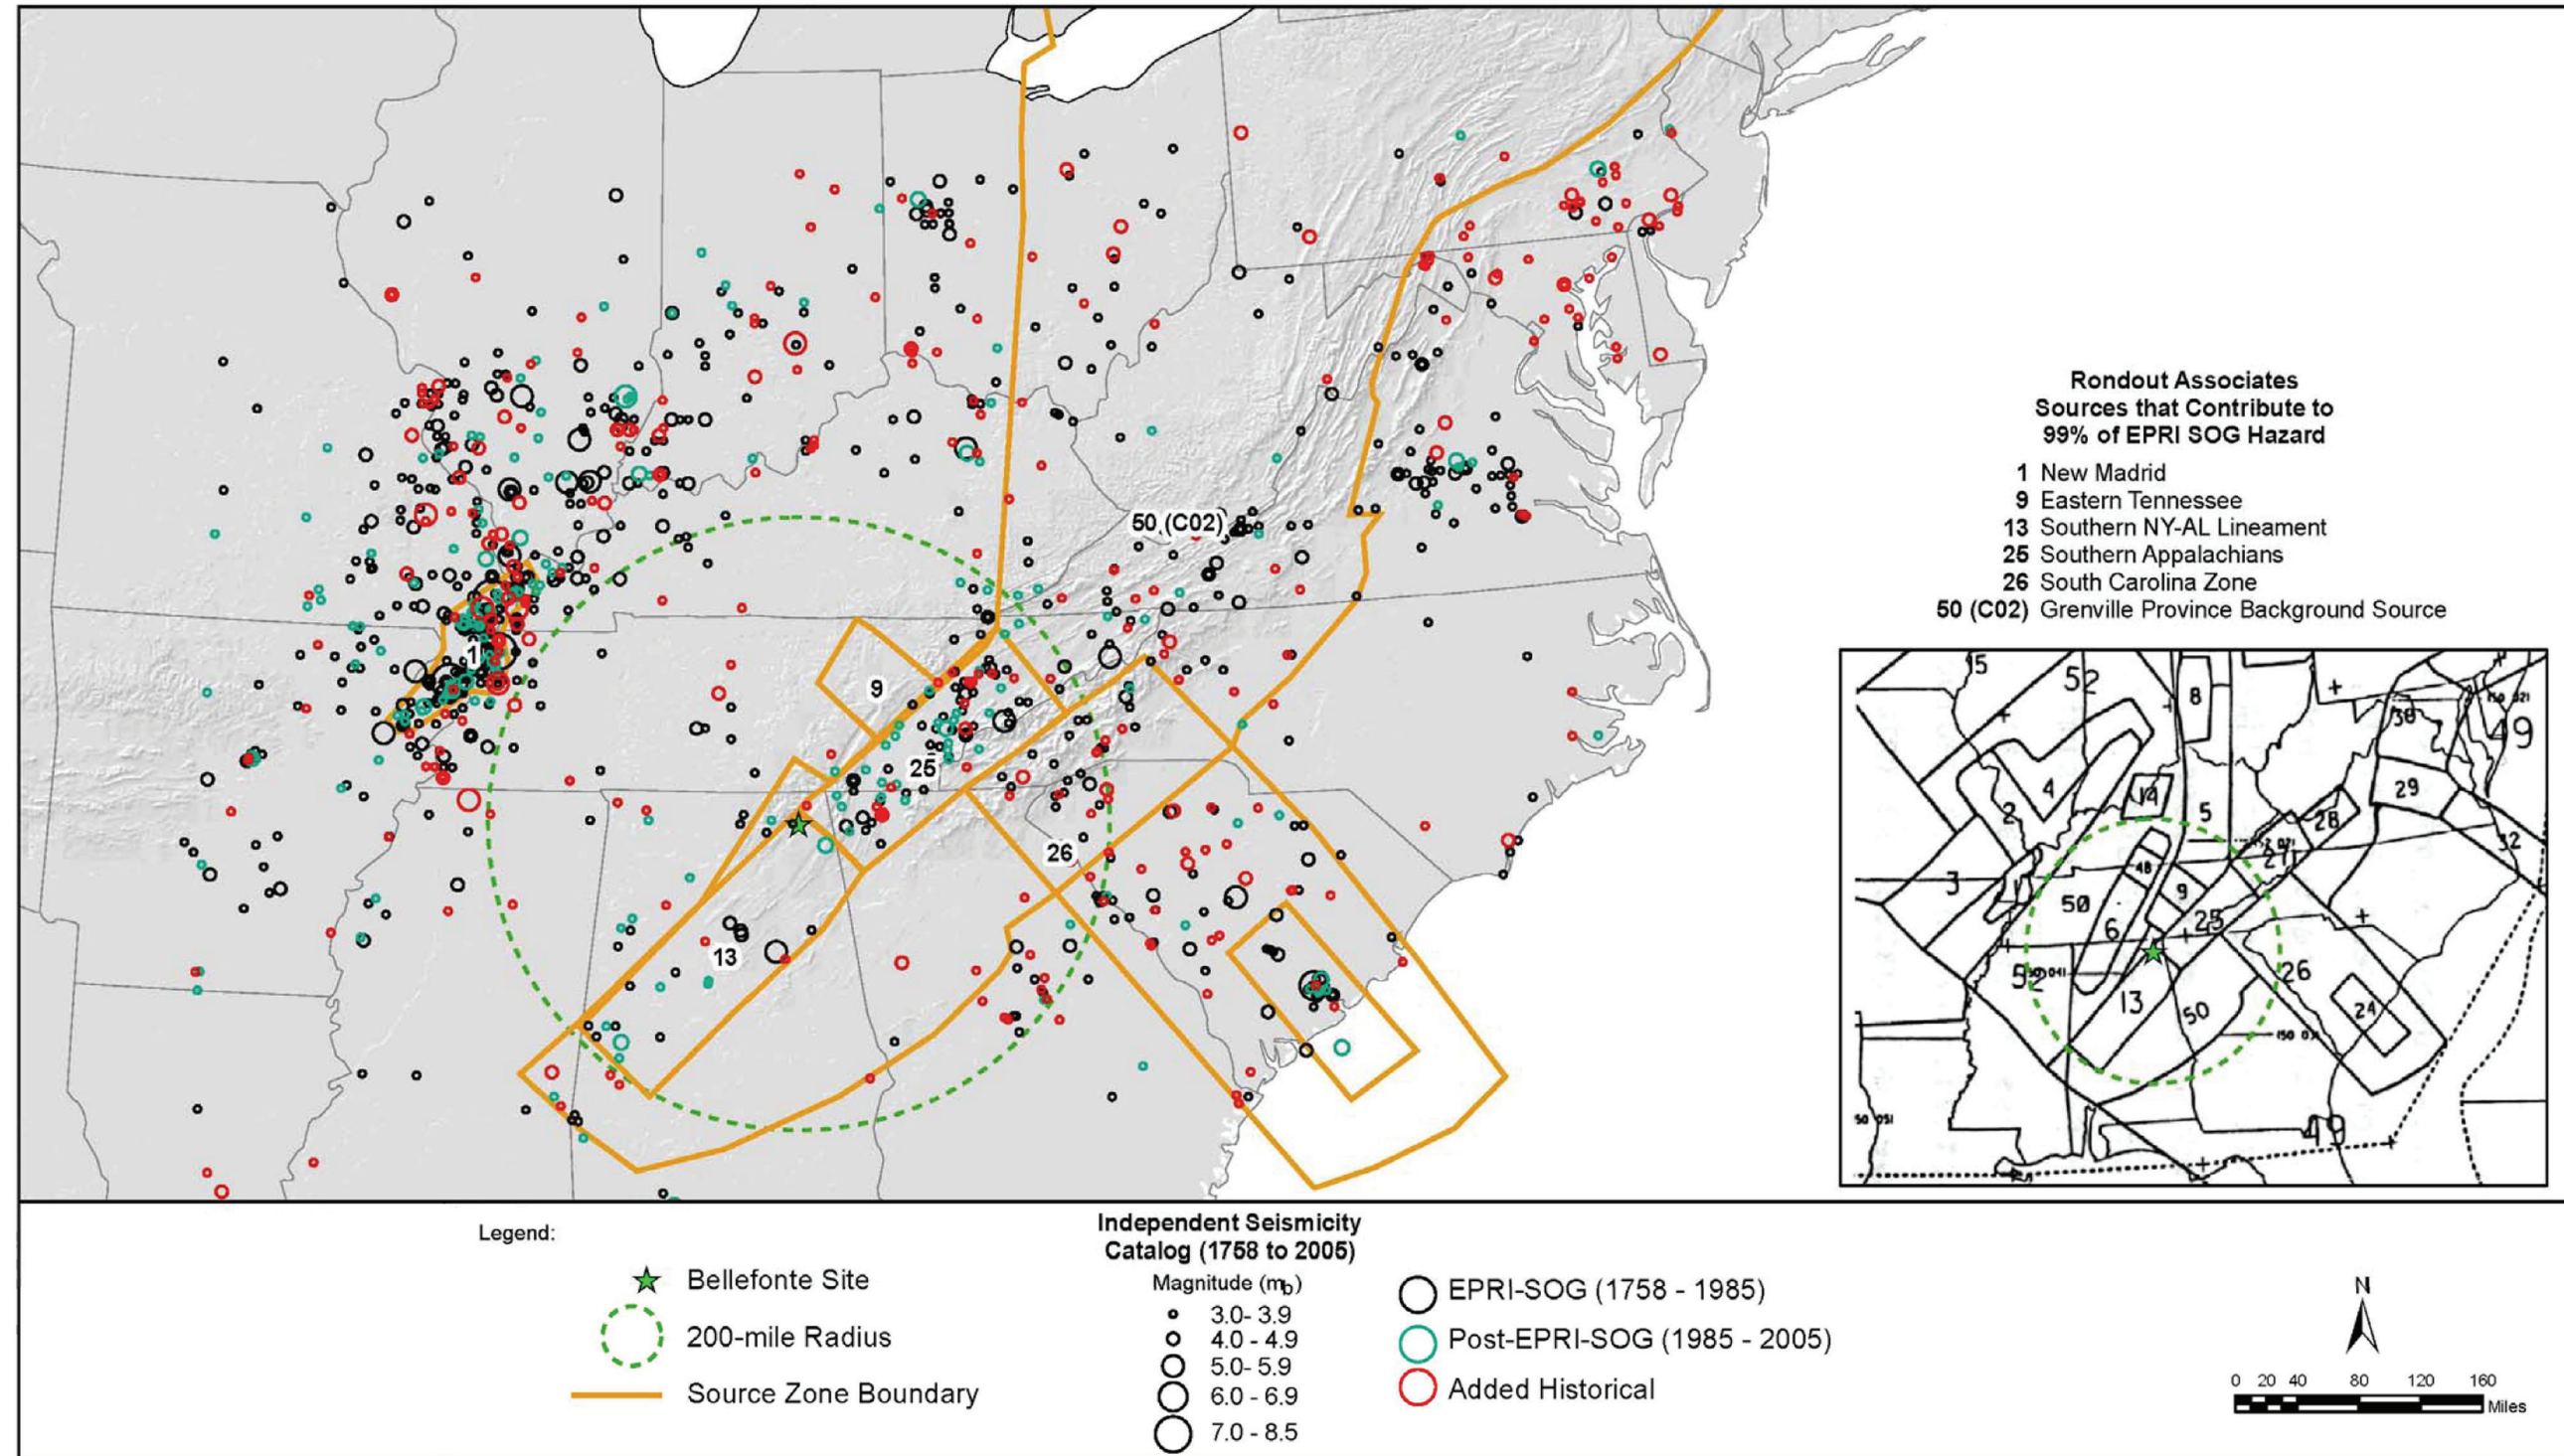 50 (C02)
1
9
25
26
13
Rondout Associates
Sources that Contribute to
99% of EPRI SOG Hazard
1 New Madrid
9 Eastern Tennessee
13 Southern NY-AL Lineament
25 Southern Appalachians
26 South Carolina Zone
50 (C02) Grenville Province Background Source
15
52
8
30
49
4
14
29
2
5
28
32
3
48
9
50
25
6
26
13
50
24
49
Legend:
Bellefonte Site
200-mile Radius
Source Zone Boundary
Independent Seismicity
Catalog (1758 to 2005)
Magnitude (mb)
3.0- 3.9
4.0 - 4.9
5.0- 5.9
6.0 - 6.9
7.0 - 8.5
EPRI-SOG (1758 - 1985)
Post-EPRI-SOG (1985 - 2005)
Added Historical
N
0 20 40 80 120 160
Miles